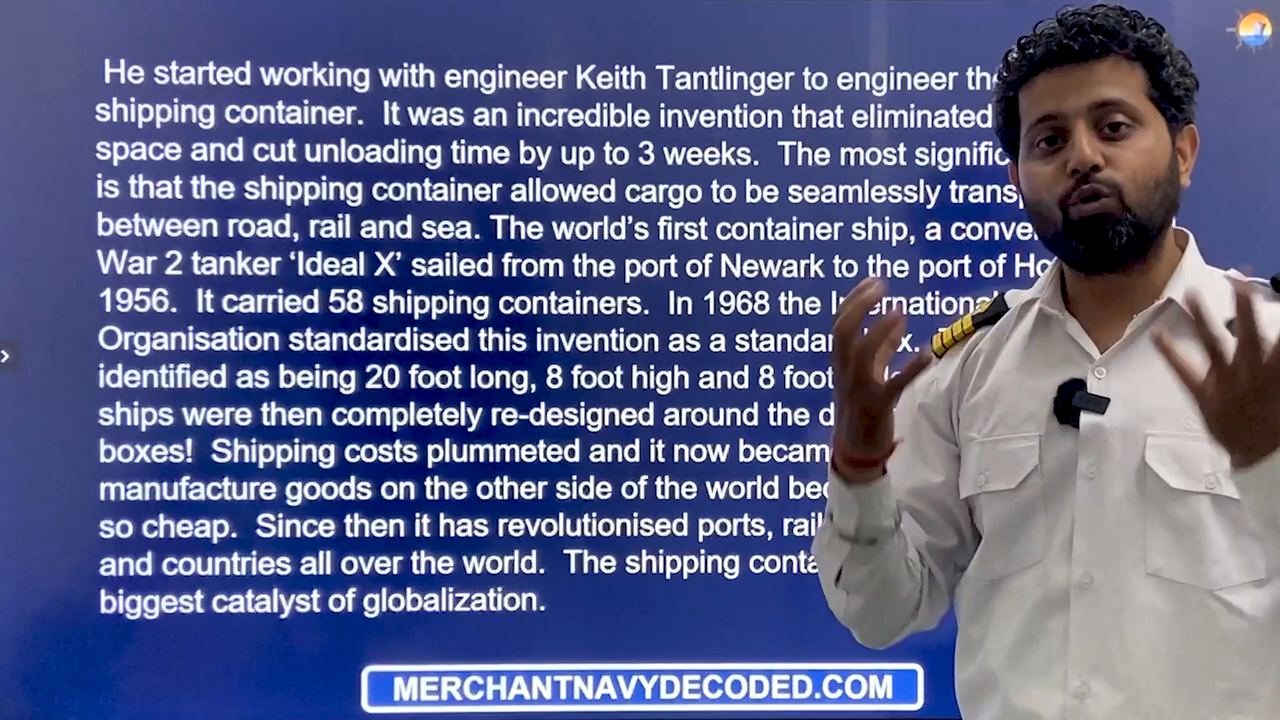 He started working with engineer Keith Tantlinger to engineer the
shipping container. It was an incredible invention that eliminated
space and cut unloading time by up to 3 weeks. The most signific
is that the shipping container allowed cargo to be seamlessly trans
between road, rail and sea. The world's first container ship, a conve
War 2 tanker 'Ideal X' sailed from the port of Newark to the port of Ho
1956. It carried 58 shipping containers. In 1968 the International
Organisation standardised this invention as a standar x.
identified as being 20 foot long, 8 foot high and 8 foot
ships were then completely re-designed around the d
boxes! Shipping costs plummeted and it now becam
manufacture goods on the other side of the world bec
so cheap. Since then it has revolutionised ports, rail
and countries all over the world. The shipping conta
biggest catalyst of globalization.
MERCHANTNAVYDECODED.COM